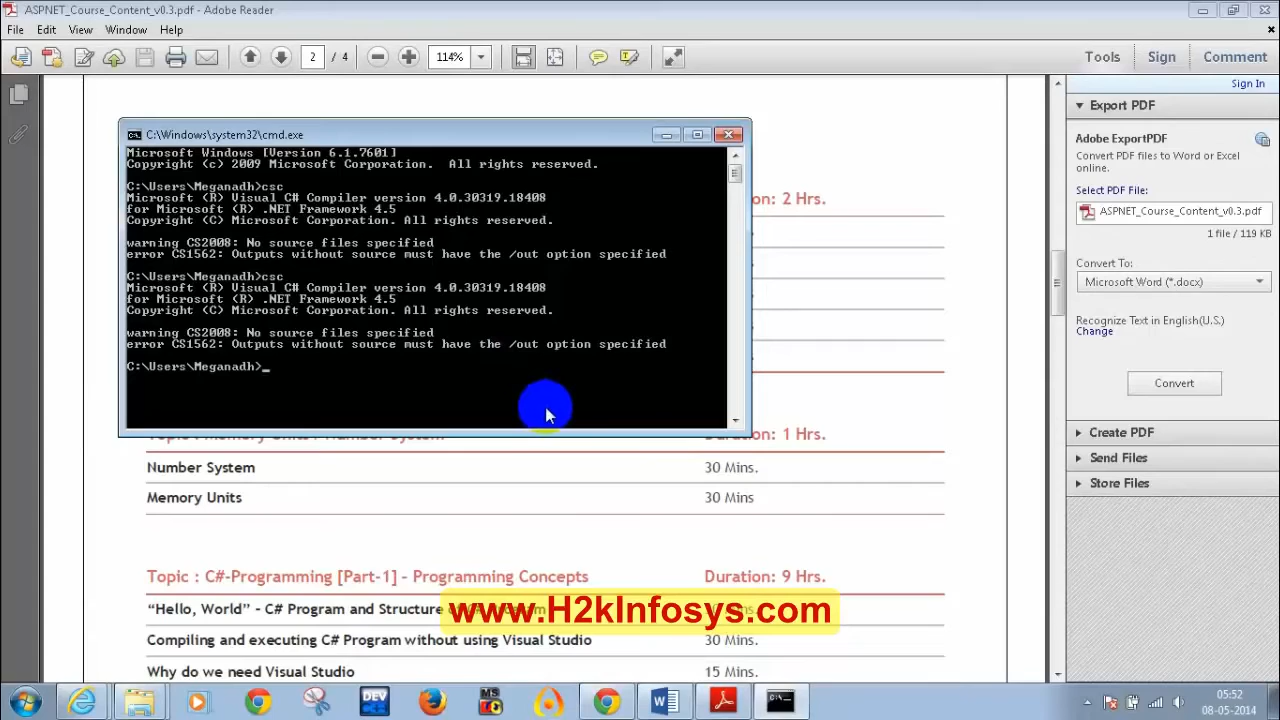 ASPNET_Course_Content_v0.3.pdf - Adobe Reader
File Edit View Window Help
2 / 4 114% Tools Sign Comment
Sign In
Export PDF
Adobe ExportPDF
Convert PDF files to Word or Excel
online.
Select PDF File:
ASPNET_Course_Content_v0.3.pdf
1 file / 119 KB
Convert To:
Microsoft Word (*.docx)
Recognize Text in English(U.S.)
Change
Convert
Create PDF
Send Files
Store Files
C:\Windows\system32\cmd.exe
Microsoft Windows [Version 6.1.7601]
Copyright (c) 2009 Microsoft Corporation. All rights reserved.
C:\Users\Meganadh>csc
Microsoft (R) Visual C# Compiler version 4.0.30319.18408
for Microsoft (R) .NET Framework 4.5
Copyright (C) Microsoft Corporation. All rights reserved.
warning CS2008: No source files specified
error CS1562: Outputs without source must have the /out option specified
C:\Users\Meganadh>csc
Microsoft (R) Visual C# Compiler version 4.0.30319.18408
for Microsoft (R) .NET Framework 4.5
Copyright (C) Microsoft Corporation. All rights reserved.
warning CS2008: No source files specified
error CS1562: Outputs without source must have the /out option specified
C:\Users\Meganadh>_
on: 2 Hrs.
Duration: 1 Hrs.
Number System 30 Mins.
Memory Units 30 Mins
Topic : C#-Programming [Part-1] – Programming Concepts Duration: 9 Hrs.
“Hello, World” – C# Program and Structure
www.H2kInfosys.com
Compiling and executing C# Program without using Visual Studio 30 Mins.
Why do we need Visual Studio 15 Mins.
DEV
MS
05:52
08-05-2014